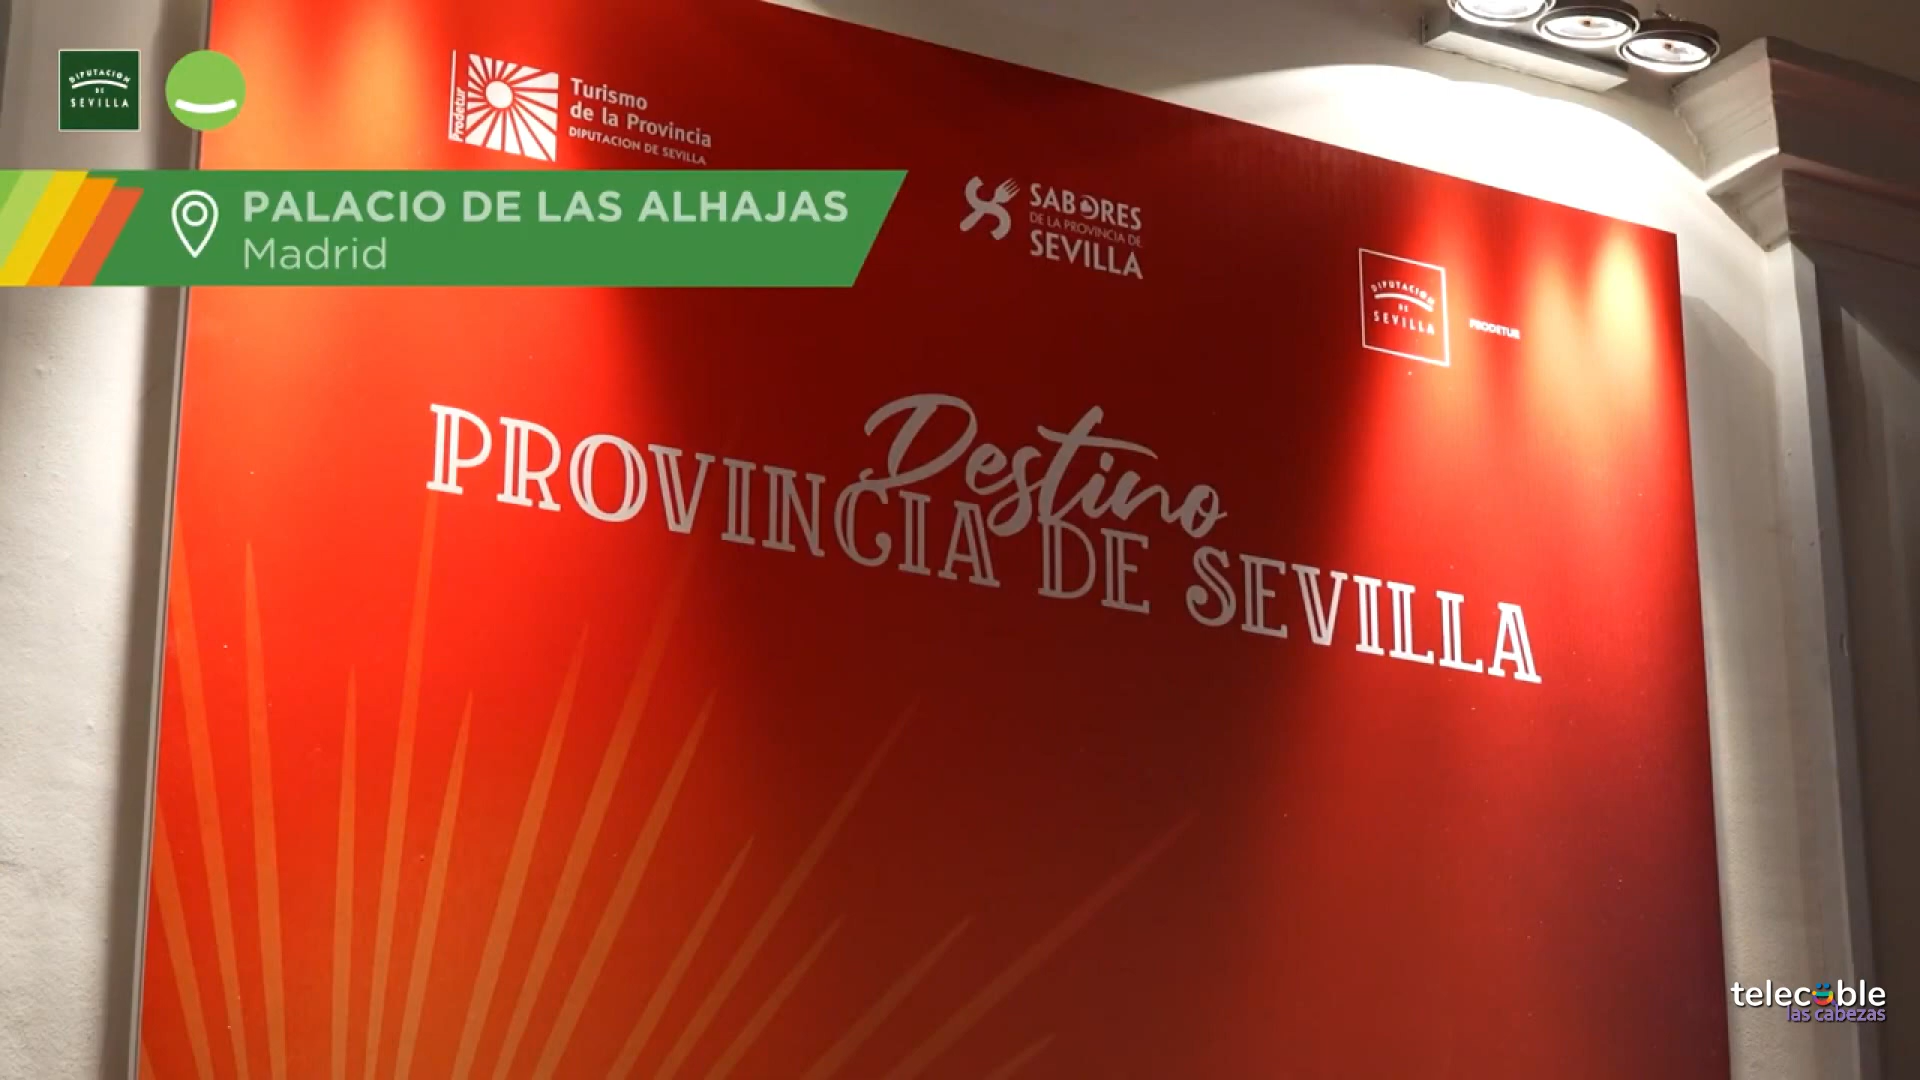 DIPUTACION
DE
SEVILLA
PALACIO DE LAS ALHAJAS
Madrid
Prodetur
Turismo
de la Provincia
DIPUTACION DE SEVILLA
SABORES
DE LA PROVINCIA DE
SEVILLA
DIPUTACION
DE
SEVILLA
PRODETUR
Destino
PROVINCIA DE SEVILLA
telecable
las cabezas